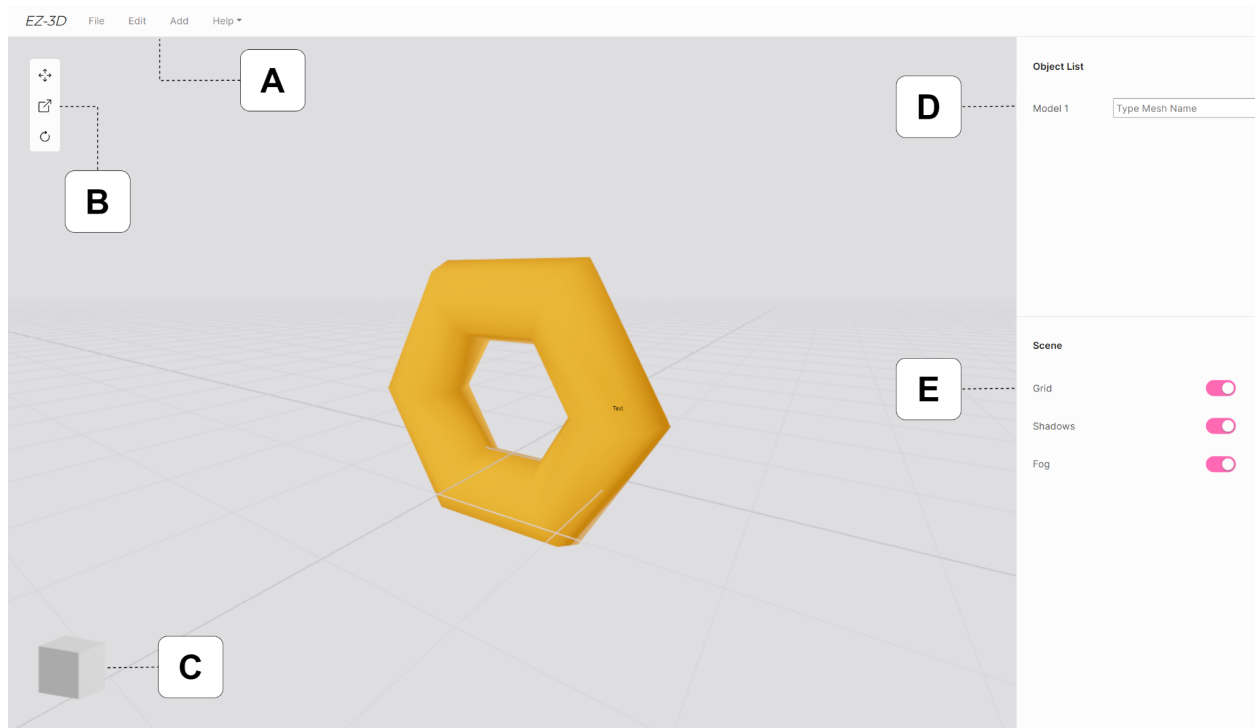 EZ-3D File Edit Add Help
A
B
C
D
E
Text
Object List
Model 1 Type Mesh Name
Scene
Grid
Shadows
Fog